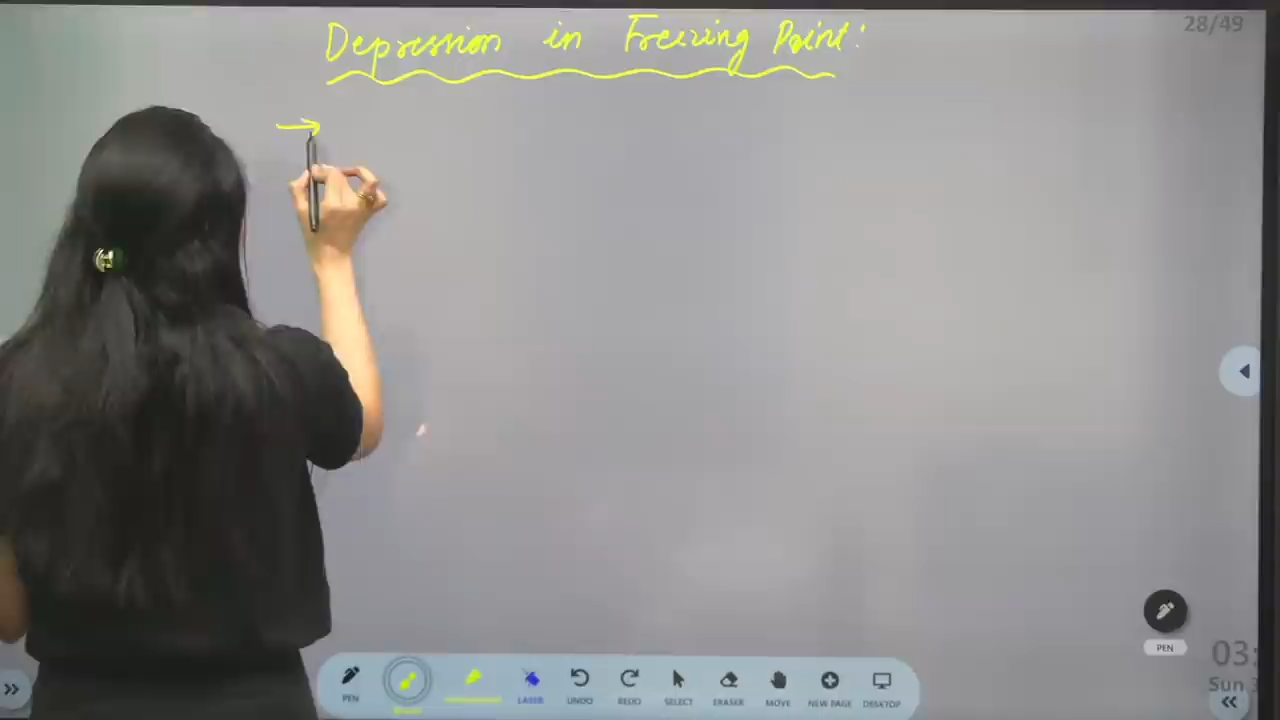 28/49
Depression in Freezing Point:
→
PEN
LASER
UNDO
REDO
SELECT
ERASER
MOVE
NEW PAGE
DESKTOP
PEN
03:
Sun